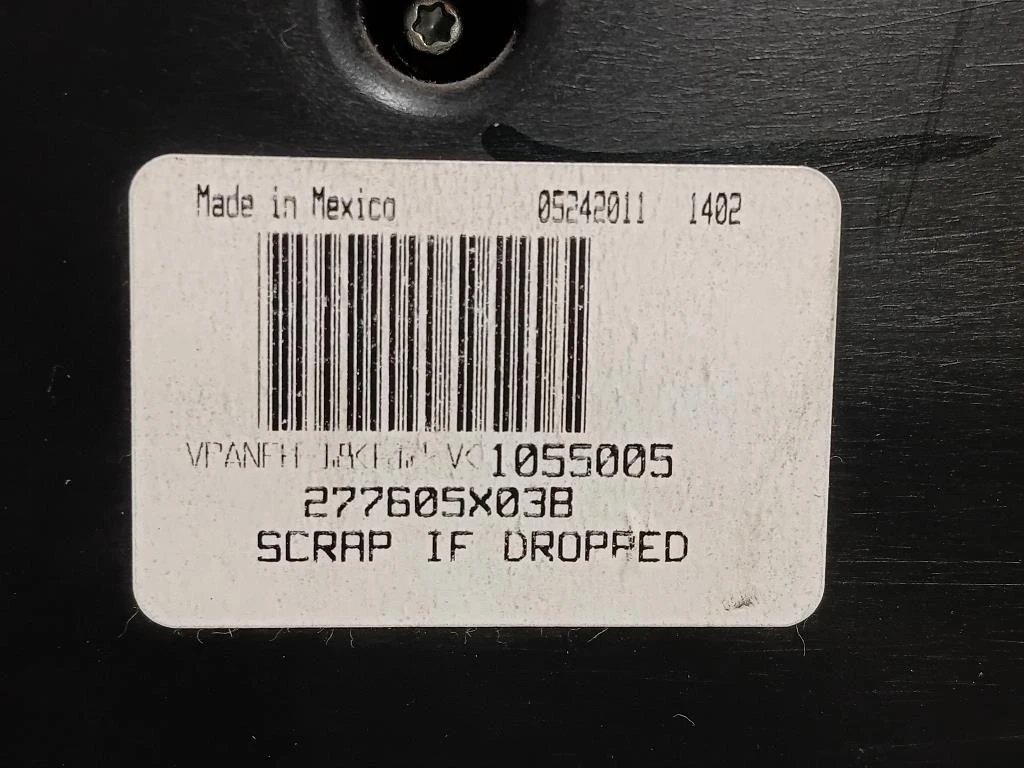 Made in Mexico 05242011 1402
1055005
277605X03B
SCRAP IF DROPPED